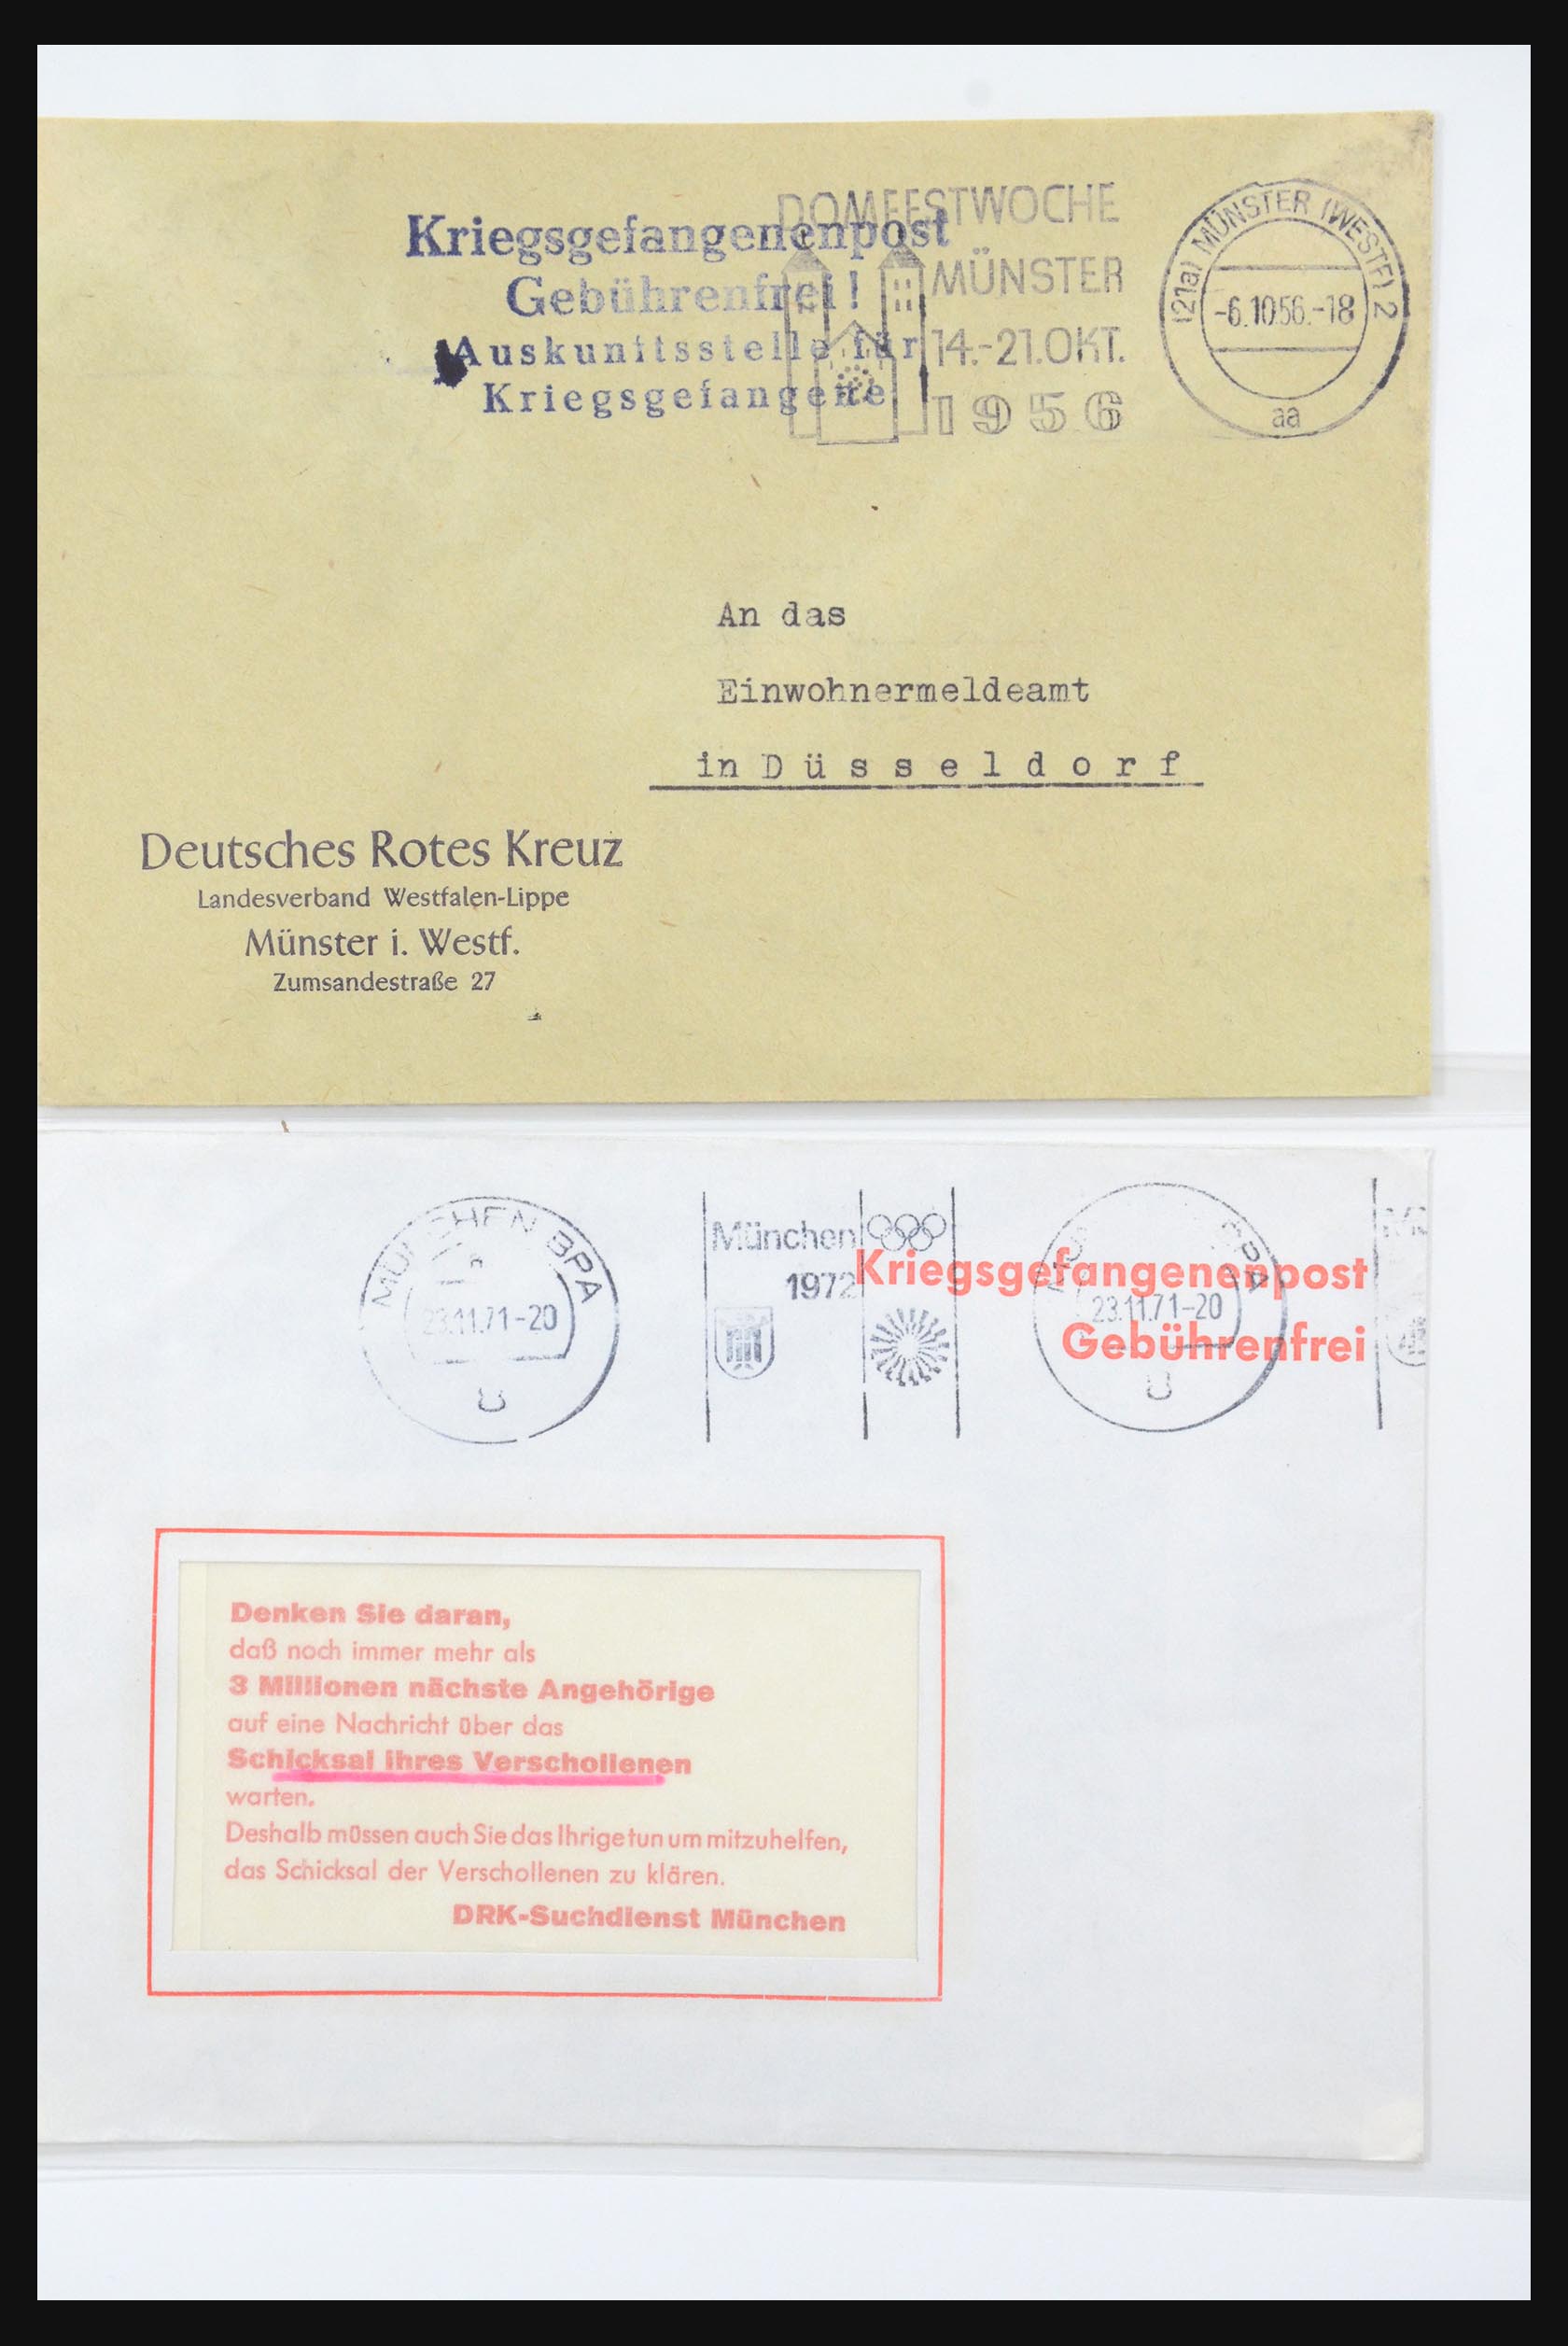 Kriegsgefangenenpost
Gebührenfrei!
Auskunftsstelle für
Kriegsgefangene
DOMFESTWOCHE
MÜNSTER
14.-21.OKT.
1956
(21a) MÜNSTER (WESTF) 2
-6.10.56.-18
aa
An das
Einwohnermeldeamt
in Düsseldorf
Deutsches Rotes Kreuz
Landesverband Westfalen-Lippe
Münster i. Westf.
Zumsandestraße 27
MÜNCHEN BPA
23.11.71-20
ü
München
1972
Kriegsgefangenenpost
Gebührenfrei
BPA
23.11.71-20
ü
Denken Sie daran,
daß noch immer mehr als
3 Millionen nächste Angehörige
auf eine Nachricht über das
Schicksal ihres Verschollenen
warten.
Deshalb müssen auch Sie das Ihrige tun um mitzuhelfen,
das Schicksal der Verschollenen zu klären.
DRK-Suchdienst München